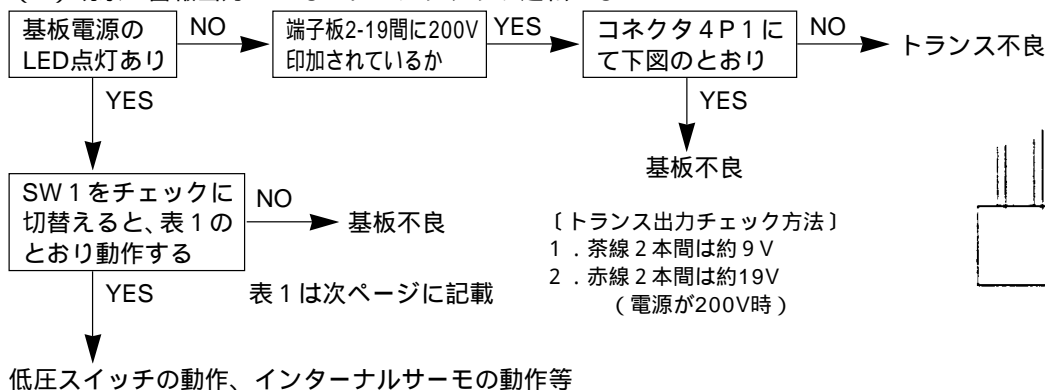 基板電源の
LED点灯あり
NO
端子板2-19間に200V
印加されているか
YES
コネクタ4P1に
て下図のとおり
NO
トランス不良
YES
YES
基板不良
SW1をチェックに
切替えると、表1の
とおり動作する
NO
基板不良
〔トランス出力チェック方法〕
1.茶線2本間は約9V
2.赤線2本間は約19V
(電源が200V時)
YES
表1は次ページに記載
低圧スイッチの動作、インターナルサーモの動作等